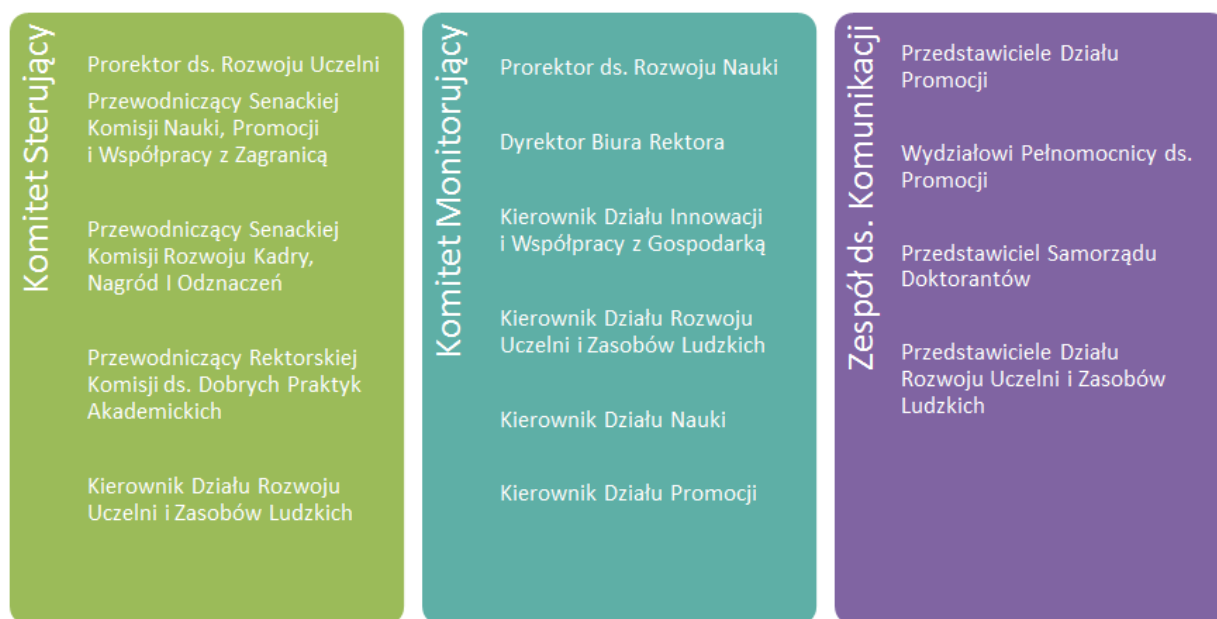 Komitet Sterujący
Prorektor ds. Rozwoju Uczelni
Przewodniczący Senackiej
Komisji Nauki, Promocji
i Współpracy z Zagranicą
Przewodniczący Senackiej
Komisji Rozwoju Kadry,
Nagród I Odznaczeń
Przewodniczący Rektorskiej
Komisji ds. Dobrych Praktyk
Akademickich
Kierownik Działu Rozwoju
Uczelni i Zasobów Ludzkich
Komitet Monitorujący
Prorektor ds. Rozwoju Nauki
Dyrektor Biura Rektora
Kierownik Działu Innowacji
i Współpracy z Gospodarką
Kierownik Działu Rozwoju
Uczelni i Zasobów Ludzkich
Kierownik Działu Nauki
Kierownik Działu Promocji
Zespół ds. Komunikacji
Przedstawiciele Działu
Promocji
Wydziałowi Pełnomocnicy ds.
Promocji
Przedstawiciel Samorządu
Doktorantów
Przedstawiciele Działu
Rozwoju Uczelni i Zasobów
Ludzkich